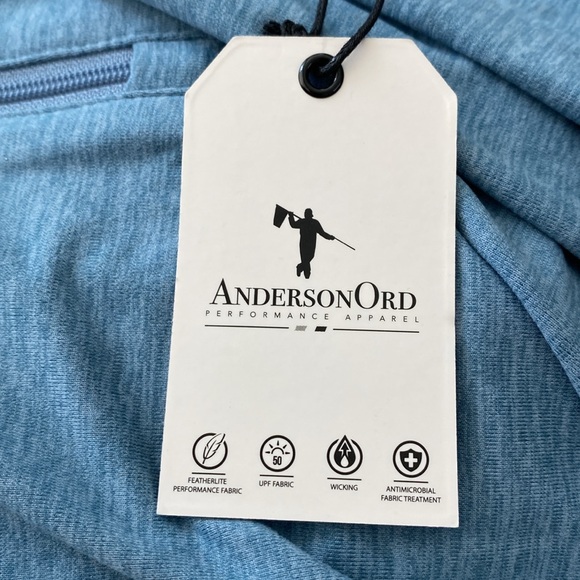 ANDERSONORD
PERFORMANCE APPAREL
50
FEATHERLITE
PERFORMANCE FABRIC
UPF FABRIC
WICKING
ANTIMICROBIAL
FABRIC TREATMENT